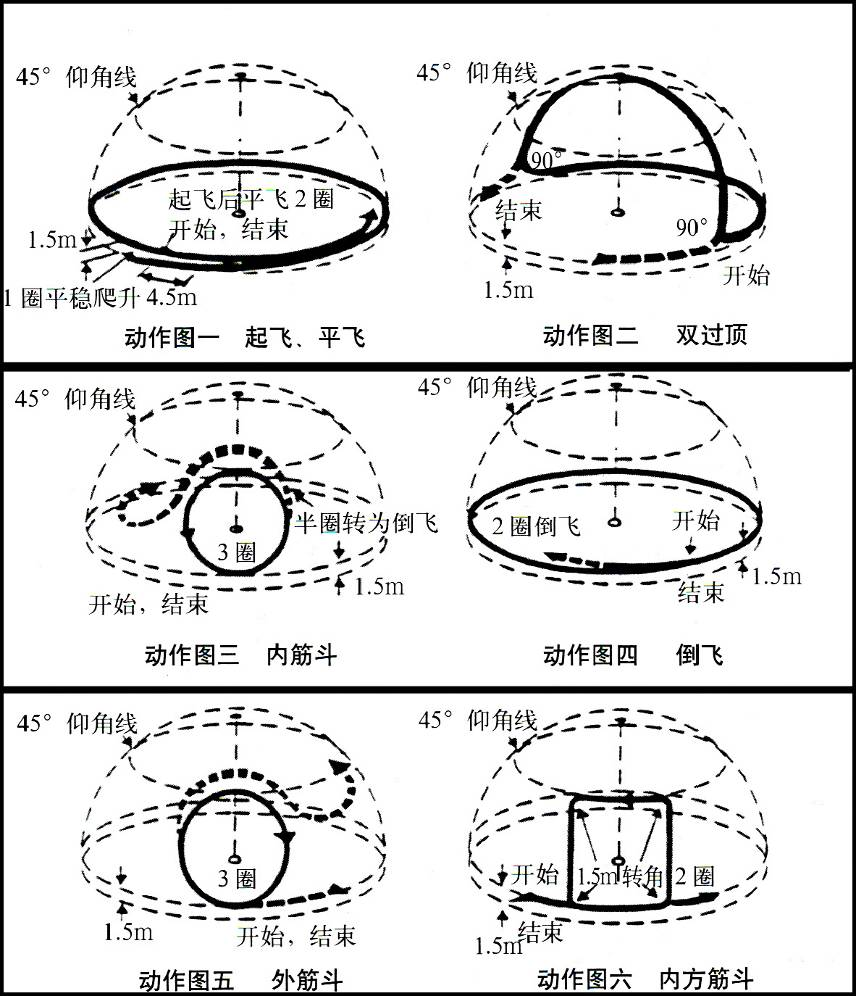 45° 仰角线
起飞后平飞2圈
开始，结束
1.5m
1圈平稳爬升 4.5m
动作图一 起飞、平飞
45° 仰角线
90°
结束
90°
1.5m
开始
动作图二 双过顶
45° 仰角线
半圈转为倒飞
3圈
1.5m
开始，结束
动作图三 内筋斗
45° 仰角线
2圈倒飞
开始
1.5m
结束
动作图四 倒飞
45° 仰角线
3圈
1.5m
开始，结束
动作图五 外筋斗
45° 仰角线
开始 1.5m转角 2圈
1.5m 结束
动作图六 内方筋斗